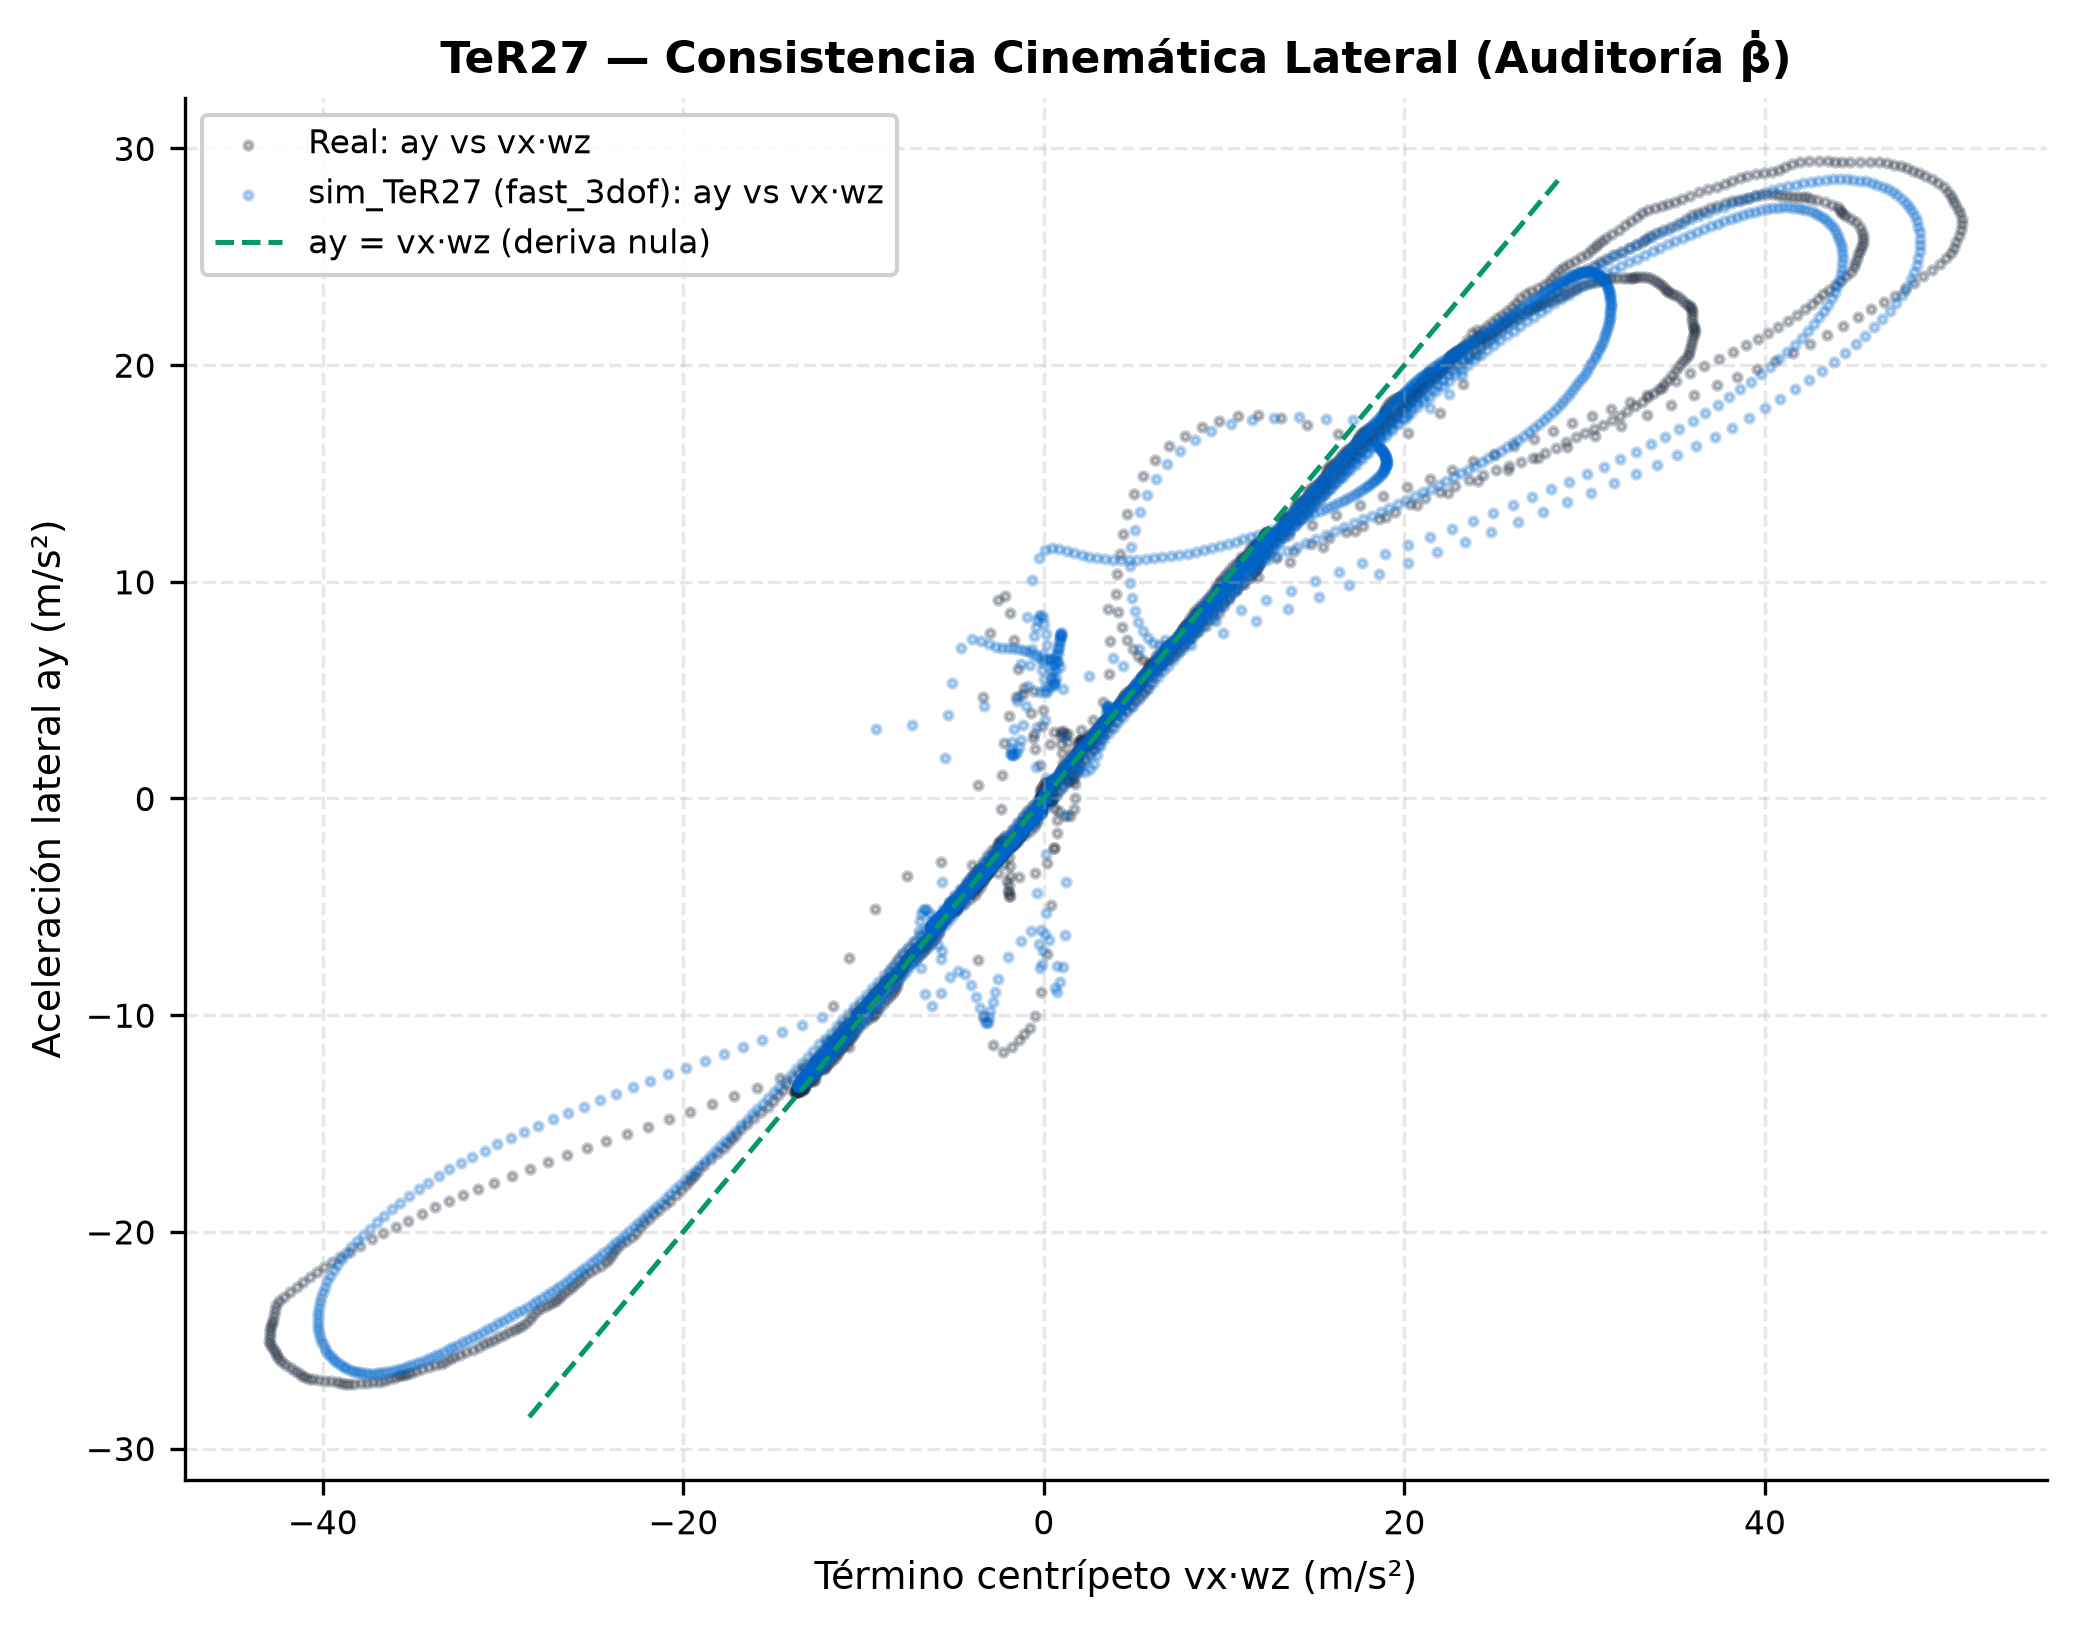 TeR27 — Consistencia Cinemática Lateral (Auditoría β̇)
Real: ay vs vx·wz
sim_TeR27 (fast_3dof): ay vs vx·wz
ay = vx·wz (deriva nula)
Aceleración lateral ay (m/s²)
30
20
10
0
−10
−20
−30
−40
−20
0
20
40
Término centrípeto vx·wz (m/s²)